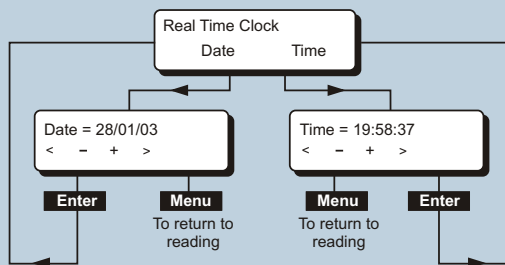 Real Time Clock
Date Time
Date = 28/01/03
< - + >
Enter
Menu
To return to
reading
Time = 19:58:37
< - + >
Menu
To return to
reading
Enter